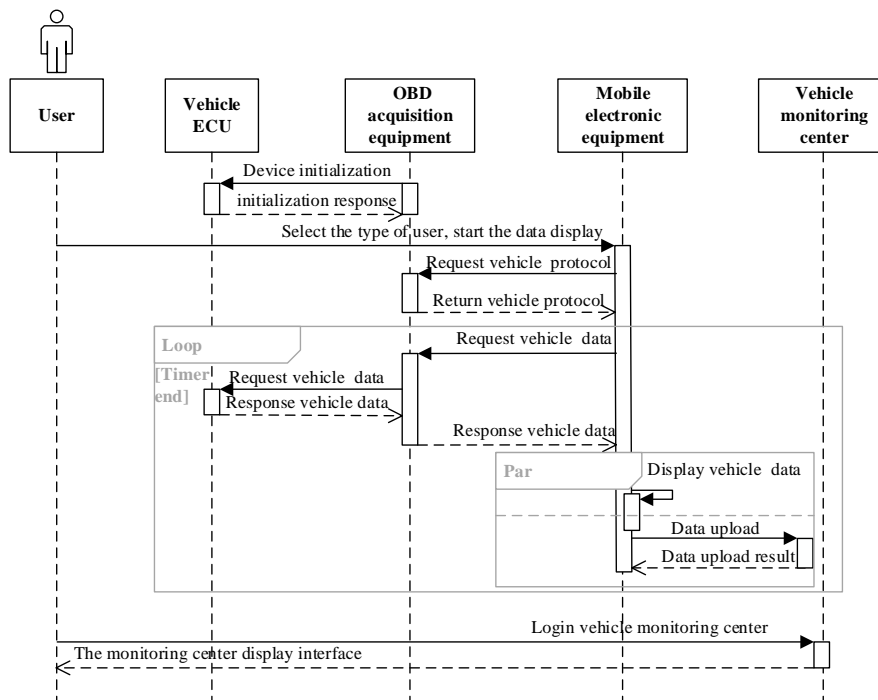 User
Vehicle
ECU
OBD
acquisition
equipment
Mobile
electronic
equipment
Vehicle
monitoring
center
Device initialization
initialization response
Select the type of user, start the data display
Request vehicle protocol
Return vehicle protocol
Loop
Request vehicle data
[Timer
end]
Request vehicle data
Response vehicle data
Response vehicle data
Par
Display vehicle data
Data upload
Data upload result
Login vehicle monitoring center
The monitoring center display interface